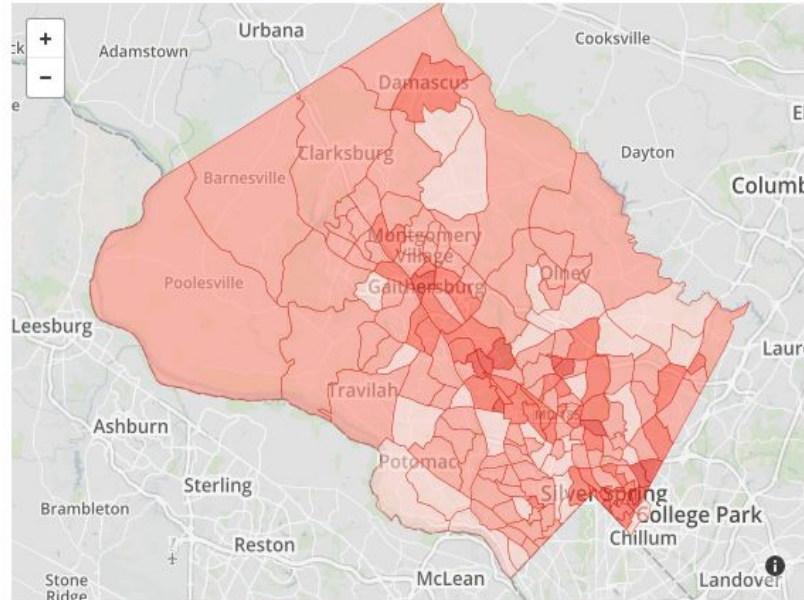 +
−
Urbana
Adamstown
Cooksville
Damascus
Clarksburg
Dayton
Barnesville
Columb
Montgomery
Village
Olney
Poolesville
Gaithersburg
Leesburg
Laure
Travilah
Ashburn
Potomac
Sterling
Silver Spring
Brambleton
College Park
Reston
Chillum
McLean
Landover
Stone
Ridge
i